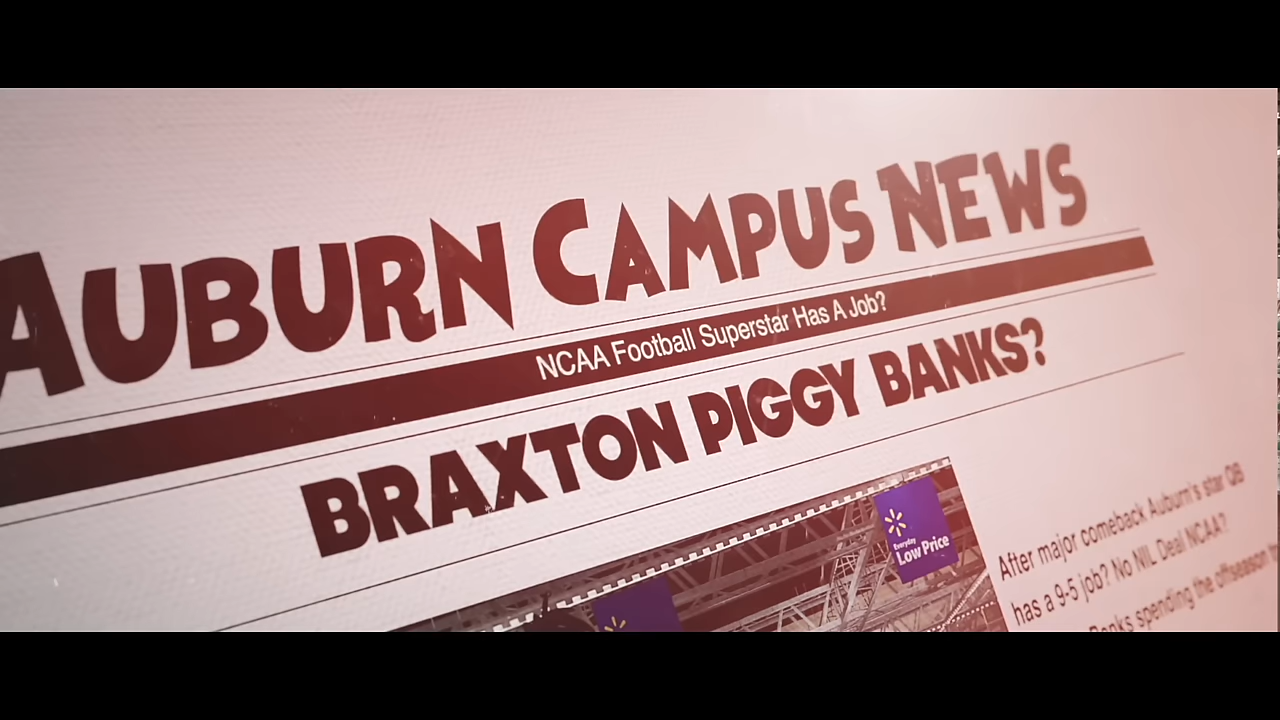 AUBURN CAMPUS NEWS
NCAA Football Superstar Has A Job?
BRAXTON PIGGY BANKS?
Everyday
Low Price
After major comeback Auburn's star QB
has a 9-5 job? No NIL Deal NCAA?
Banks spending the offseason